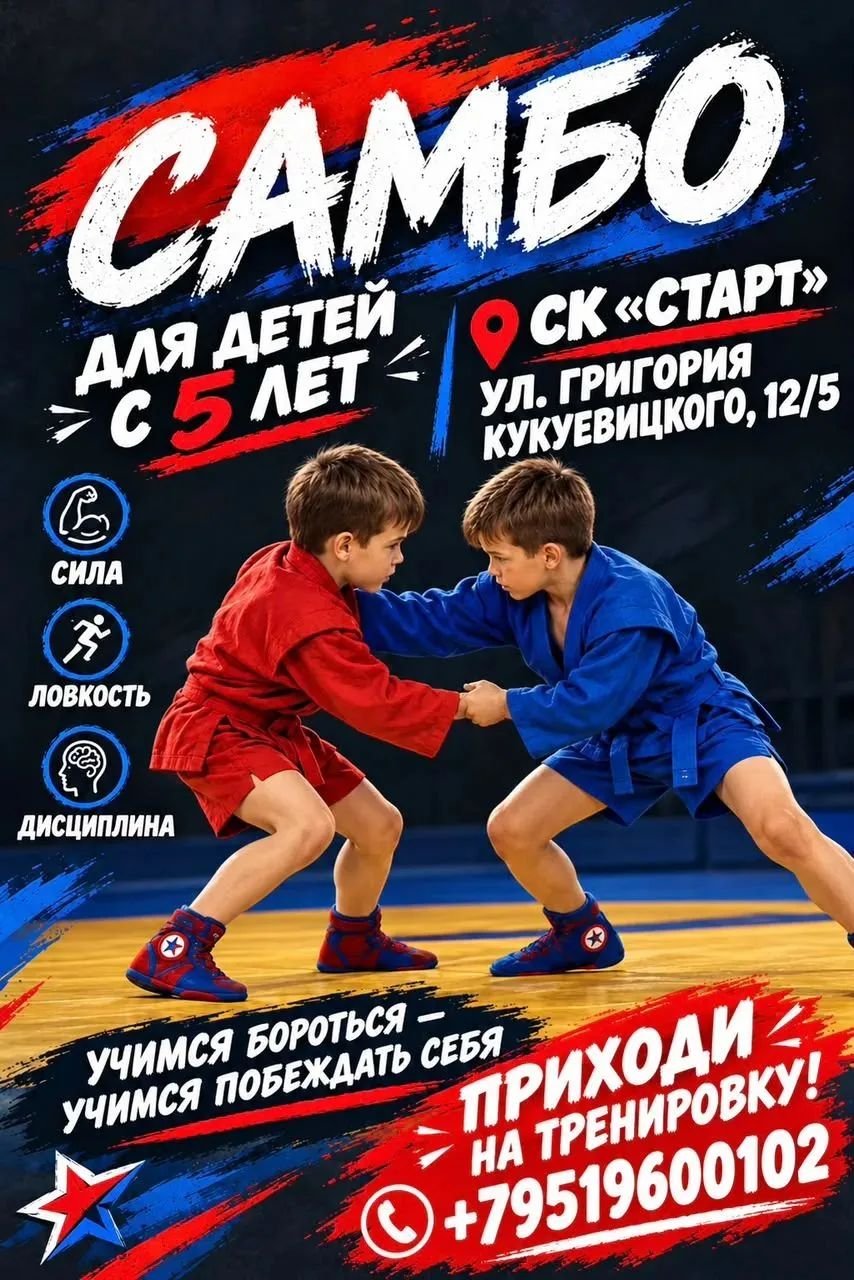 САМБО
ДЛЯ ДЕТЕЙ
С 5 ЛЕТ
СК «СТАРТ»
УЛ. ГРИГОРИЯ
КУКУЕВИЦКОГО, 12/5
СИЛА
ЛОВКОСТЬ
ДИСЦИПЛИНА
УЧИМСЯ БОРОТЬСЯ –
УЧИМСЯ ПОБЕЖДАТЬ СЕБЯ
ПРИХОДИ
НА ТРЕНИРОВКУ!
+79519600102